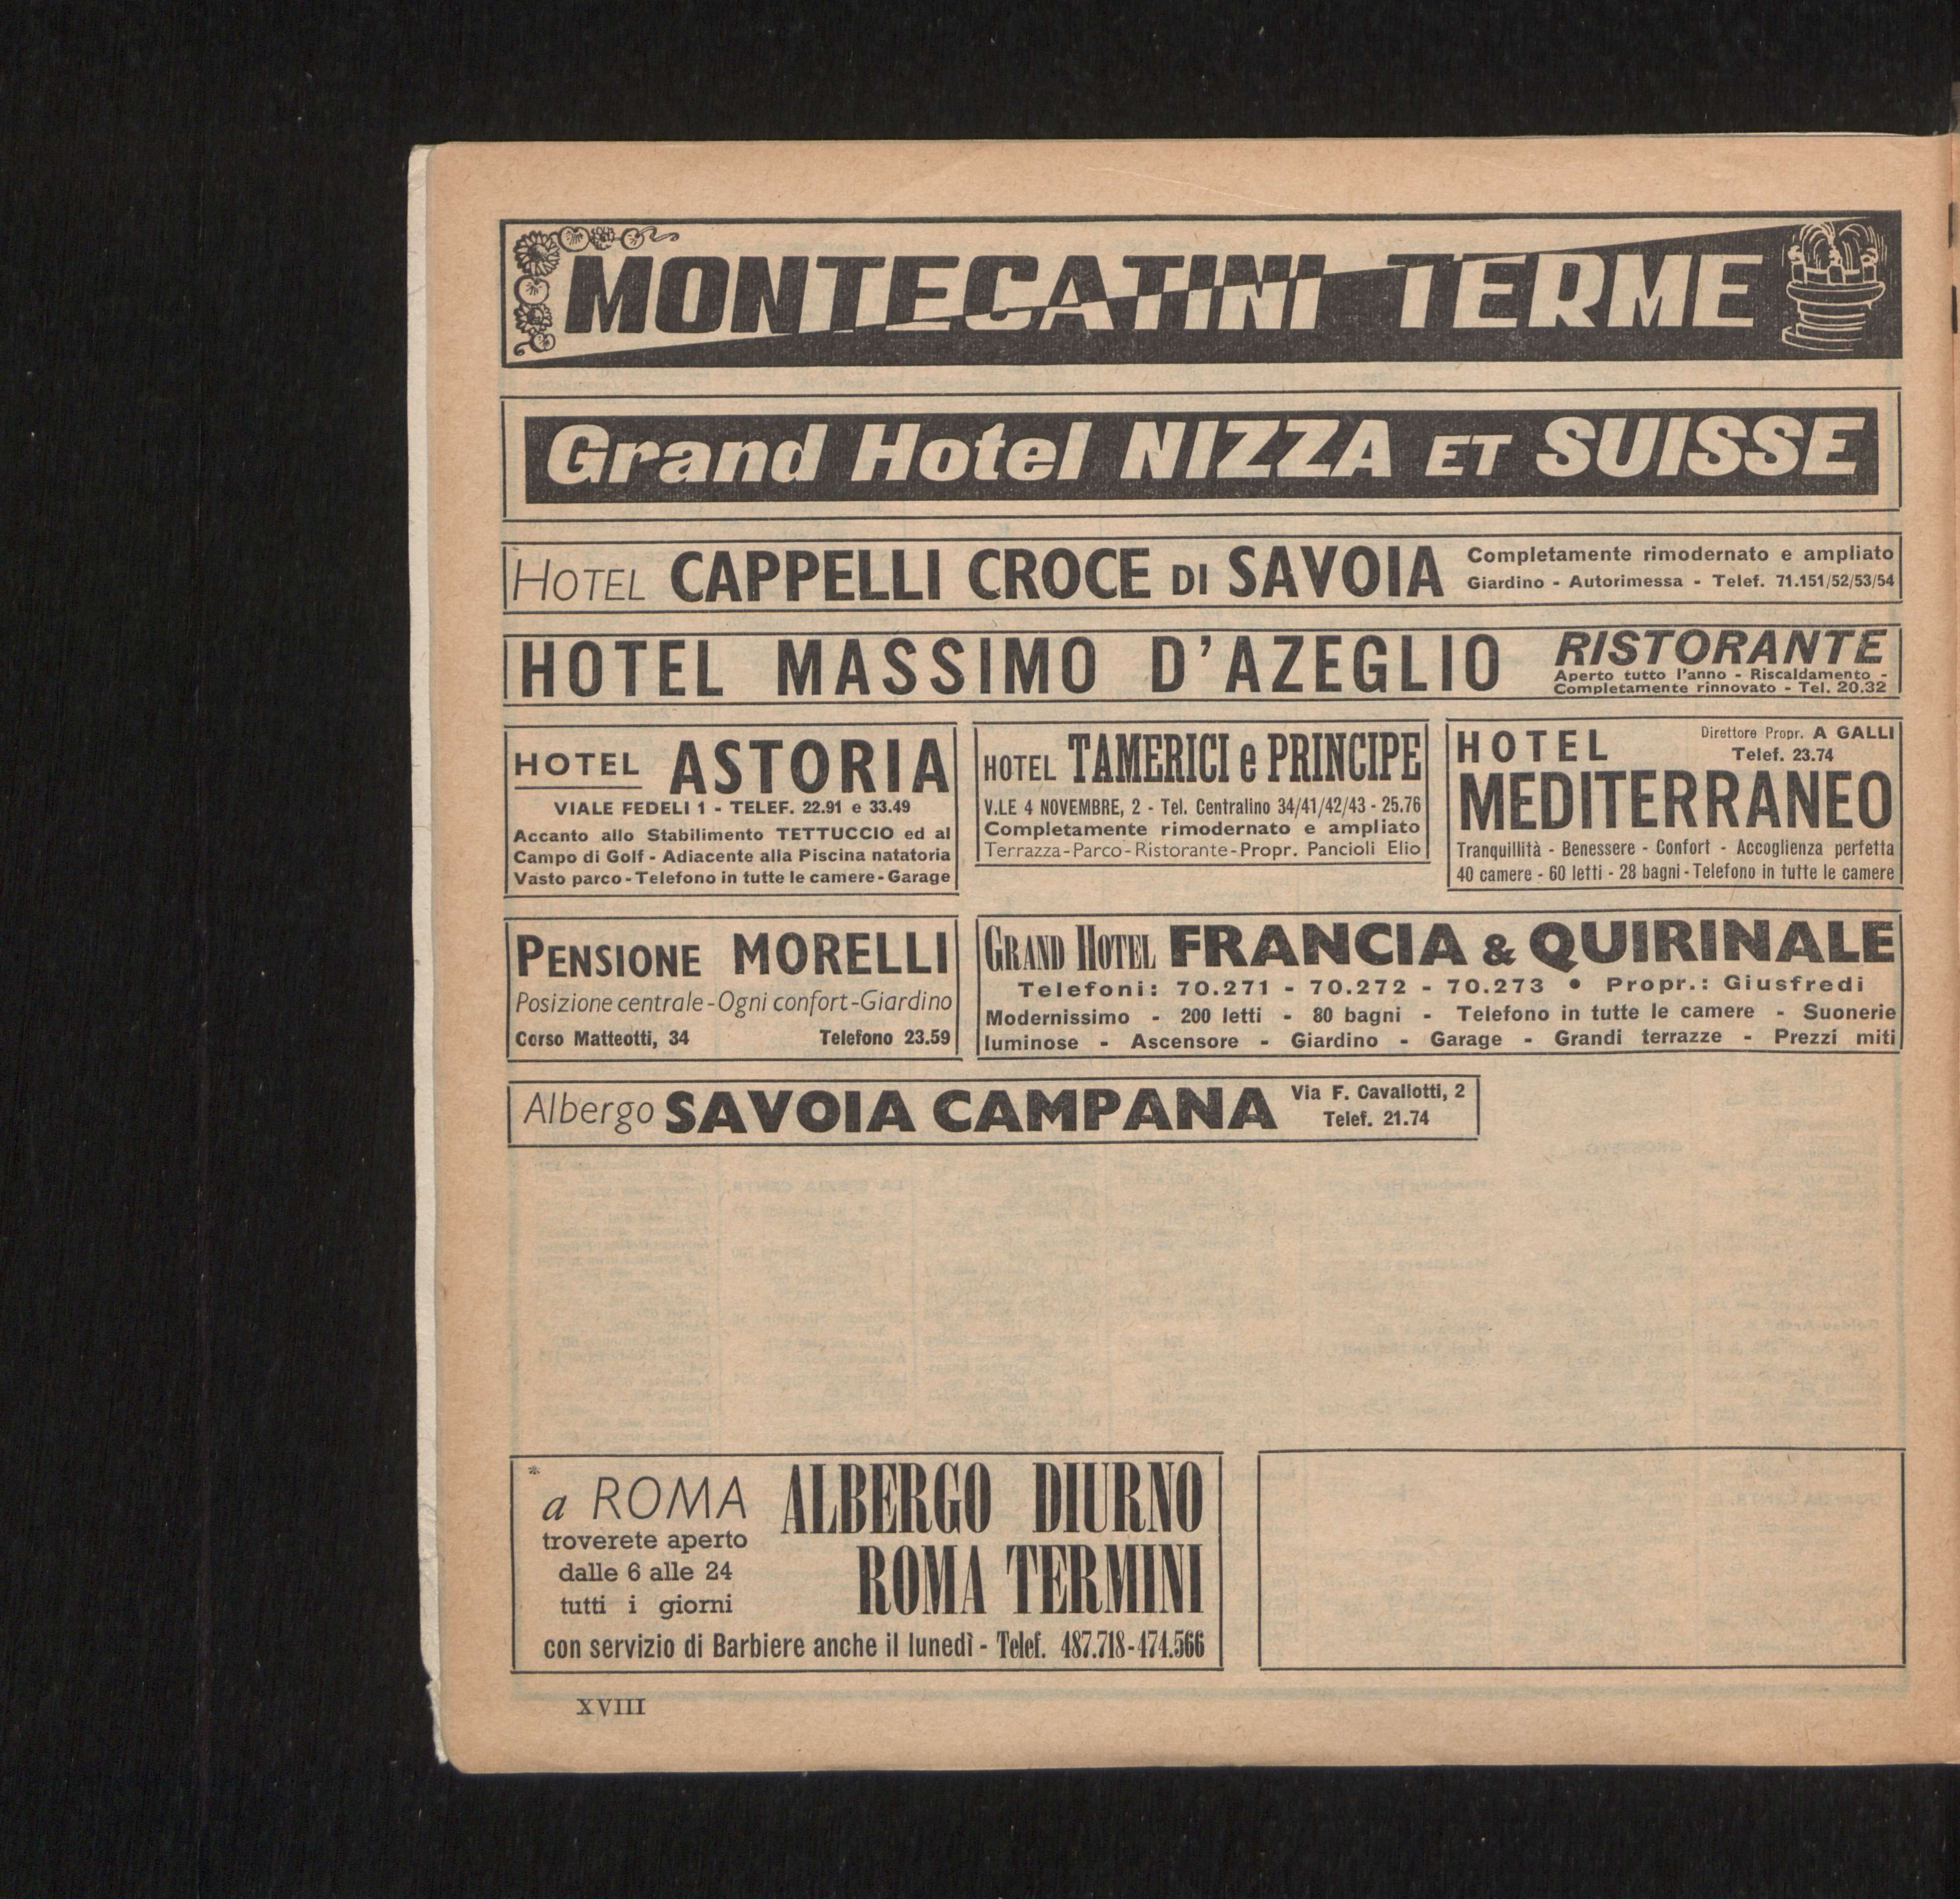 MONTECATINI TERME
Grand Hotel NIZZA ET SUISSE
HOTEL CAPPELLI CROCE DI SAVOIA
Completamente rimodernato e ampliato
Giardino - Autorimessa - Telef. 71.151/52/53/54
HOTEL MASSIMO D'AZEGLIO
RISTORANTE
Aperto tutto l'anno - Riscaldamento -
Completamente rinnovato - Tel. 20.32
HOTEL ASTORIA
VIALE FEDELI 1 - TELEF. 22.91 e 33.49
Accanto allo Stabilimento TETTUCCIO ed al
Campo di Golf - Adiacente alla Piscina natatoria
Vasto parco - Telefono in tutte le camere - Garage
HOTEL TAMERICI e PRINCIPE
V.LE 4 NOVEMBRE, 2 - Tel. Centralino 34/41/42/43 - 25.76
Completamente rimodernato e ampliato
Terrazza - Parco - Ristorante - Propr. Pancioli Elio
HOTEL
Direttore Propr. A GALLI
Telef. 23.74
MEDITERRANEO
Tranquillità - Benessere - Confort - Accoglienza perfetta
40 camere - 60 letti - 28 bagni - Telefono in tutte le camere
PENSIONE MORELLI
Posizione centrale - Ogni confort - Giardino
Corso Matteotti, 34 Telefono 23.59
GRAND HOTEL FRANCIA & QUIRINALE
Telefoni: 70.271 - 70.272 - 70.273 • Propr.: Giusfredi
Modernissimo - 200 letti - 80 bagni - Telefono in tutte le camere - Suonerie
luminose - Ascensore - Giardino - Garage - Grandi terrazze - Prezzi miti
Albergo SAVOIA CAMPANA
Via F. Cavallotti, 2
Telef. 21.74
* a ROMA
troverete aperto
dalle 6 alle 24
tutti i giorni
ALBERGO DIURNO
ROMA TERMINI
con servizio di Barbiere anche il lunedì - Telef. 487.718 - 474.566
XVIII